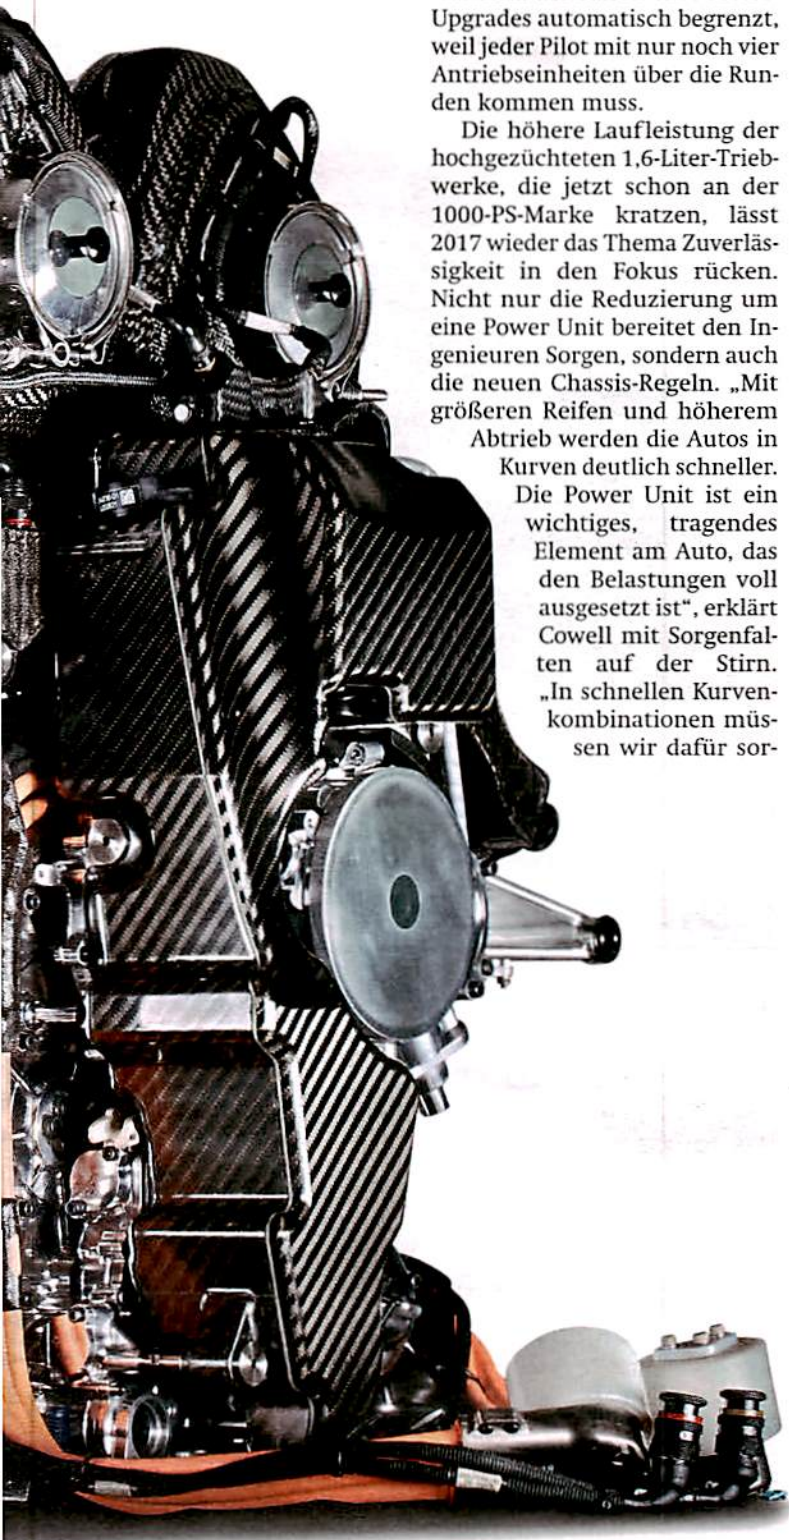 Upgrades automatisch begrenzt,
weil jeder Pilot mit nur noch vier
Antriebseinheiten über die Run-
den kommen muss.
Die höhere Laufleistung der
hochgezüchteten 1,6-Liter-Trieb-
werke, die jetzt schon an der
1000-PS-Marke kratzen, lässt
2017 wieder das Thema Zuverläs-
sigkeit in den Fokus rücken.
Nicht nur die Reduzierung um
eine Power Unit bereitet den In-
genieuren Sorgen, sondern auch
die neuen Chassis-Regeln. „Mit
größeren Reifen und höherem
Abtrieb werden die Autos in
Kurven deutlich schneller.
Die Power Unit ist ein
wichtiges, tragendes
Element am Auto, das
den Belastungen voll
ausgesetzt ist“, erklärt
Cowell mit Sorgenfal-
ten auf der Stirn.
„In schnellen Kurven-
kombinationen müs-
sen wir dafür sor-